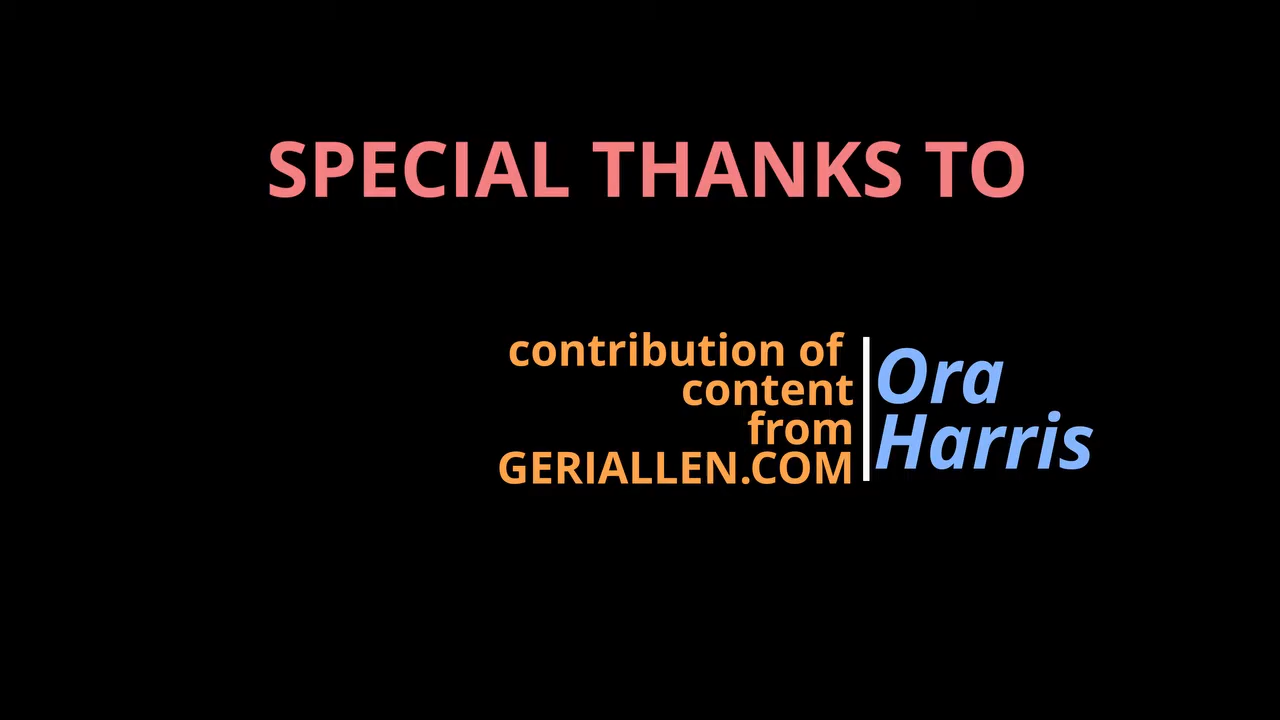 SPECIAL THANKS TO
contribution of
content
from
GERIALLEN.COM
Ora
Harris